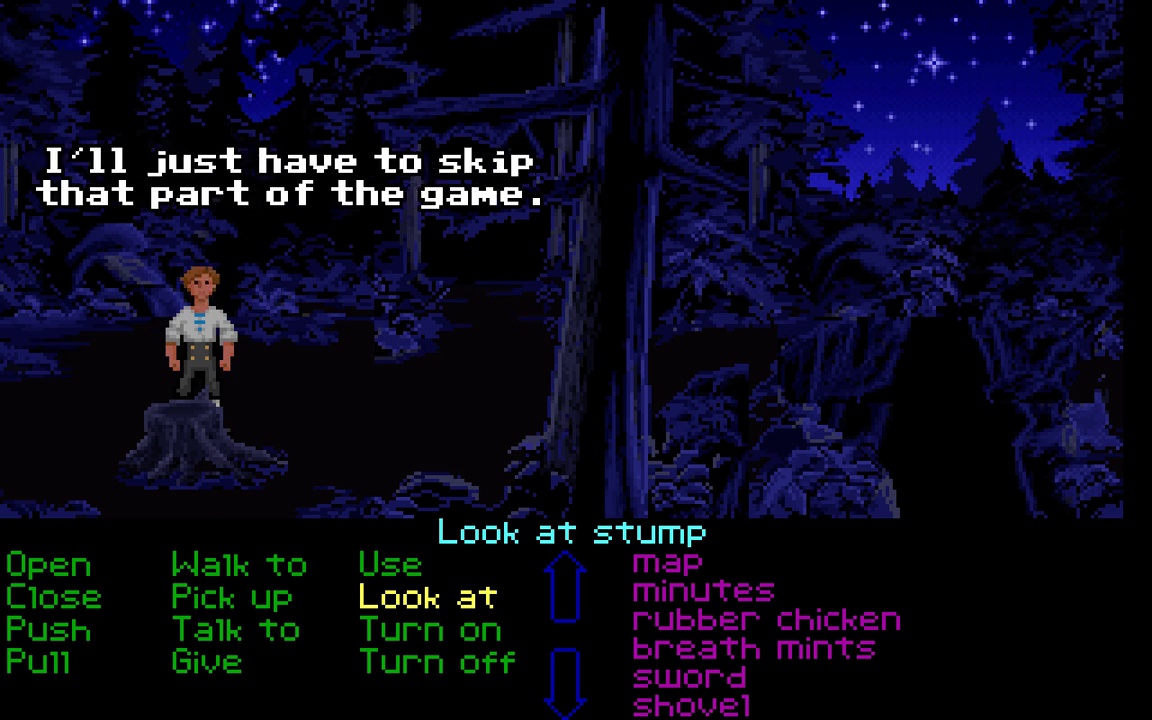 I'll just have to skip
that part of the game.
Look at stump
Open Walk to Use
Close Pick up Look at
Push Talk to Turn on
Pull Give Turn off
map
minutes
rubber chicken
breath mints
sword
shovel